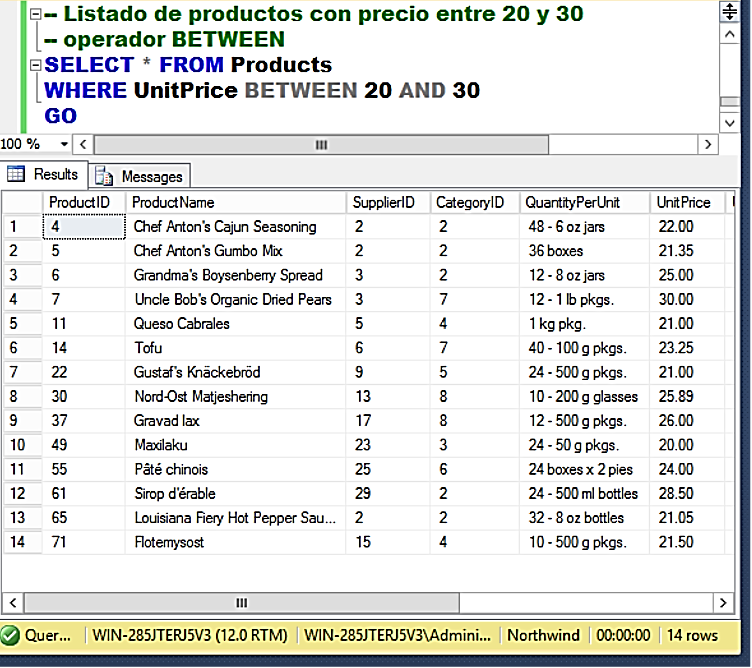 -- Listado de productos con precio entre 20 y 30
-- operador BETWEEN
SELECT * FROM Products
WHERE UnitPrice BETWEEN 20 AND 30
GO
100 %
Results Messages
ProductID ProductName SupplierID CategoryID QuantityPerUnit UnitPrice
1 4 Chef Anton's Cajun Seasoning 2 2 48 - 6 oz jars 22.00
2 5 Chef Anton's Gumbo Mix 2 2 36 boxes 21.35
3 6 Grandma's Boysenberry Spread 3 2 12 - 8 oz jars 25.00
4 7 Uncle Bob's Organic Dried Pears 3 7 12 - 1 lb pkgs. 30.00
5 11 Queso Cabrales 5 4 1 kg pkg. 21.00
6 14 Tofu 6 7 40 - 100 g pkgs. 23.25
7 22 Gustaf's Knäckebröd 9 5 24 - 500 g pkgs. 21.00
8 30 Nord-Ost Matjeshering 13 8 10 - 200 g glasses 25.89
9 37 Gravad lax 17 8 12 - 500 g pkgs. 26.00
10 49 Maxilaku 23 3 24 - 50 g pkgs. 20.00
11 55 Pâté chinois 25 6 24 boxes x 2 pies 24.00
12 61 Sirop d'érable 29 2 24 - 500 ml bottles 28.50
13 65 Louisiana Fiery Hot Pepper Sau... 2 2 32 - 8 oz bottles 21.05
14 71 Flotemysost 15 4 10 - 500 g pkgs. 21.50
Quer... WIN-285JTERJ5V3 (12.0 RTM) WIN-285JTERJ5V3\Admini... Northwind 00:00:00 14 rows